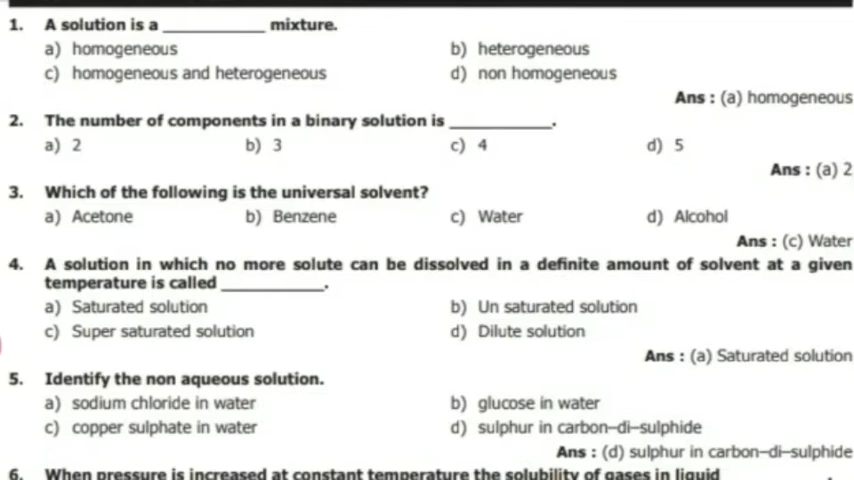 1. A solution is a ____________ mixture.
a) homogeneous b) heterogeneous
c) homogeneous and heterogeneous d) non homogeneous
Ans : (a) homogeneous
2. The number of components in a binary solution is ____________.
a) 2 b) 3 c) 4 d) 5
Ans : (a) 2
3. Which of the following is the universal solvent?
a) Acetone b) Benzene c) Water d) Alcohol
Ans : (c) Water
4. A solution in which no more solute can be dissolved in a definite amount of solvent at a given
temperature is called ____________.
a) Saturated solution b) Un saturated solution
c) Super saturated solution d) Dilute solution
Ans : (a) Saturated solution
5. Identify the non aqueous solution.
a) sodium chloride in water b) glucose in water
c) copper sulphate in water d) sulphur in carbon–di–sulphide
Ans : (d) sulphur in carbon–di–sulphide
6. When pressure is increased at constant temperature the solubility of gases in liquid ____________.